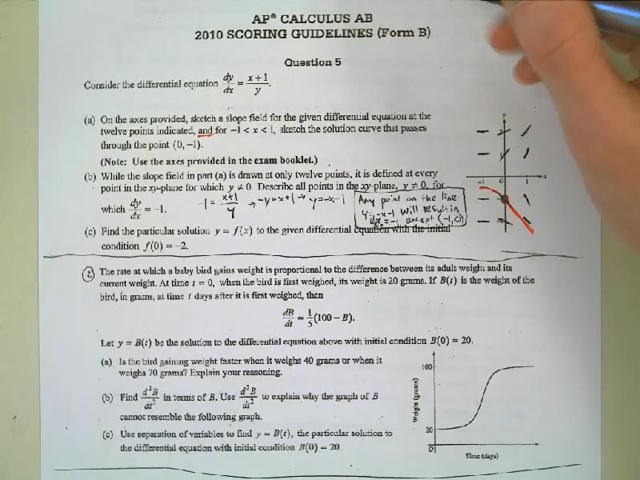 AP® CALCULUS AB
2010 SCORING GUIDELINES (Form B)
Question 5
Consider the differential equation dy/dx = x+1/y.
(a) On the axes provided, sketch a slope field for the given differential equation at the
twelve points indicated, and for −1 < x < 1, sketch the solution curve that passes
through the point (0, −1).
(Note: Use the axes provided in the exam booklet.)
(b) While the slope field in part (a) is drawn at only twelve points, it is defined at every
point in the xy-plane for which y ≠ 0. Describe all points in the xy-plane, y ≠ 0, for
which dy/dx = −1.
-1 = x+1/y → -y = x+1 → y = -x-1
Any point on the line
y = -x-1 will result in
dy/dx = -1 except (-1,0)
(c) Find the particular solution y = f(x) to the given differential equation with the initial
condition f(0) = −2.
y
x
-1 0 1
② The rate at which a baby bird gains weight is proportional to the difference between its adult weight and its
current weight. At time t = 0, when the bird is first weighed, its weight is 20 grams. If B(t) is the weight of the
bird, in grams, at time t days after it is first weighed, then
dB/dt = 1/5(100 − B).
Let y = B(t) be the solution to the differential equation above with initial condition B(0) = 20.
(a) Is the bird gaining weight faster when it weighs 40 grams or when it
weighs 70 grams? Explain your reasoning.
(b) Find d²B/dt² in terms of B. Use d²B/dt² to explain why the graph of B
cannot resemble the following graph.
(c) Use separation of variables to find y = B(t), the particular solution to
the differential equation with initial condition B(0) = 20
Weight (grams)
100
20
0
Time (days)